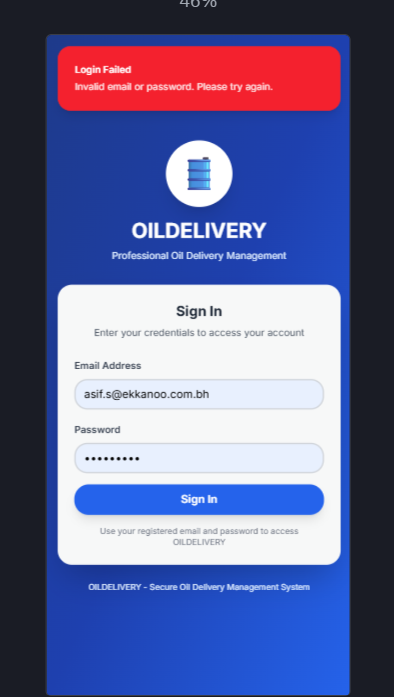 46%
Login Failed
Invalid email or password. Please try again.
OILDELIVERY
Professional Oil Delivery Management
Sign In
Enter your credentials to access your account
Email Address
asif.s@ekkanoo.com.bh
Password
•••••••••
Sign In
Use your registered email and password to access
OILDELIVERY
OILDELIVERY - Secure Oil Delivery Management System